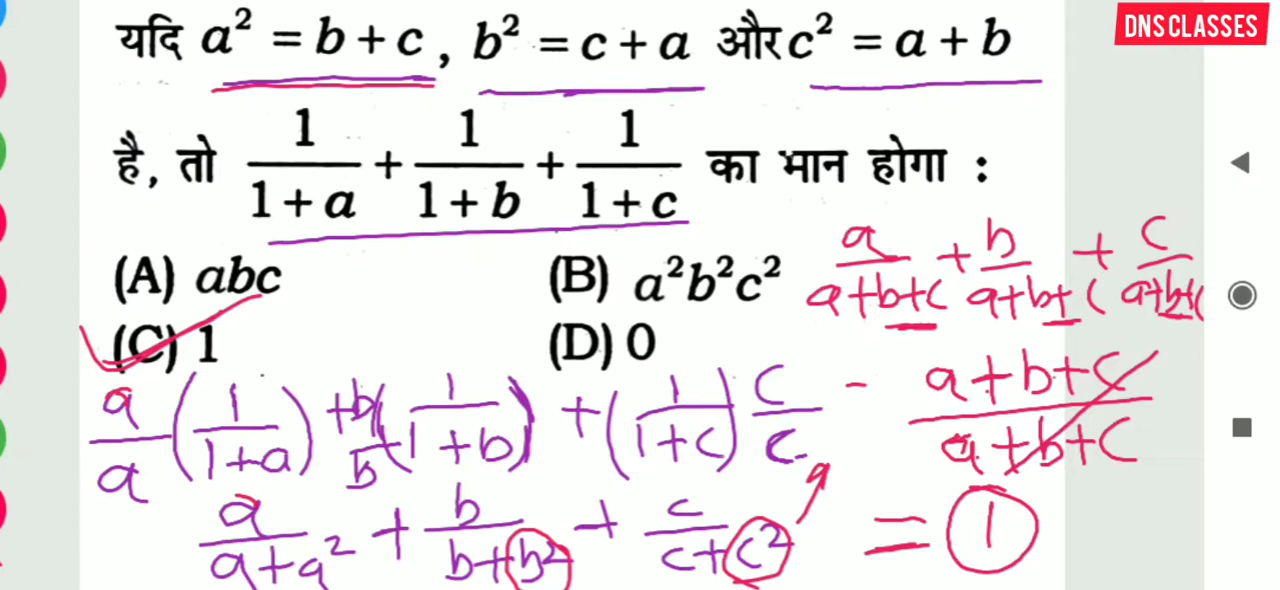 DNS CLASSES
यदि a² = b + c, b² = c + a और c² = a + b
है, तो 1/(1+a) + 1/(1+b) + 1/(1+c) का मान होगा :
(A) abc (B) a²b²c²
(C) 1 (D) 0
a/(a+b+c) + b/(a+b+c) + c/(a+b+c)
a/a (1/(1+a)) + b/b (1/(1+b)) + (1/(1+c)) c/c
a/(a+a²) + b/(b+b²) + c/(c+c²)
- (a+b+c)/(a+b+c)
= 1